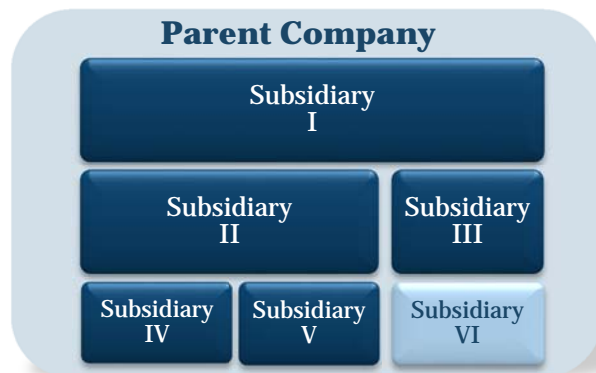 Parent Company
Subsidiary
I
Subsidiary
II
Subsidiary
III
Subsidiary
IV
Subsidiary
V
Subsidiary
VI